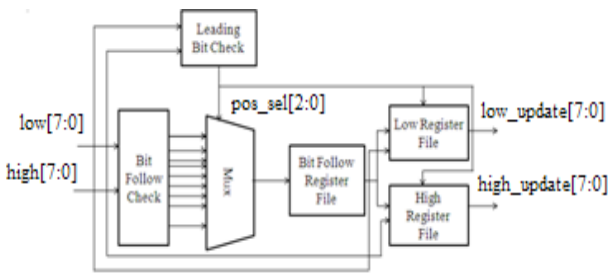 Leading
Bit Check
pos_sel[2:0]
low[7:0]
high[7:0]
Bit
Follow
Check
Mux
Bit Follow
Register
File
Low Register
File
low_update[7:0]
High
Register
File
high_update[7:0]